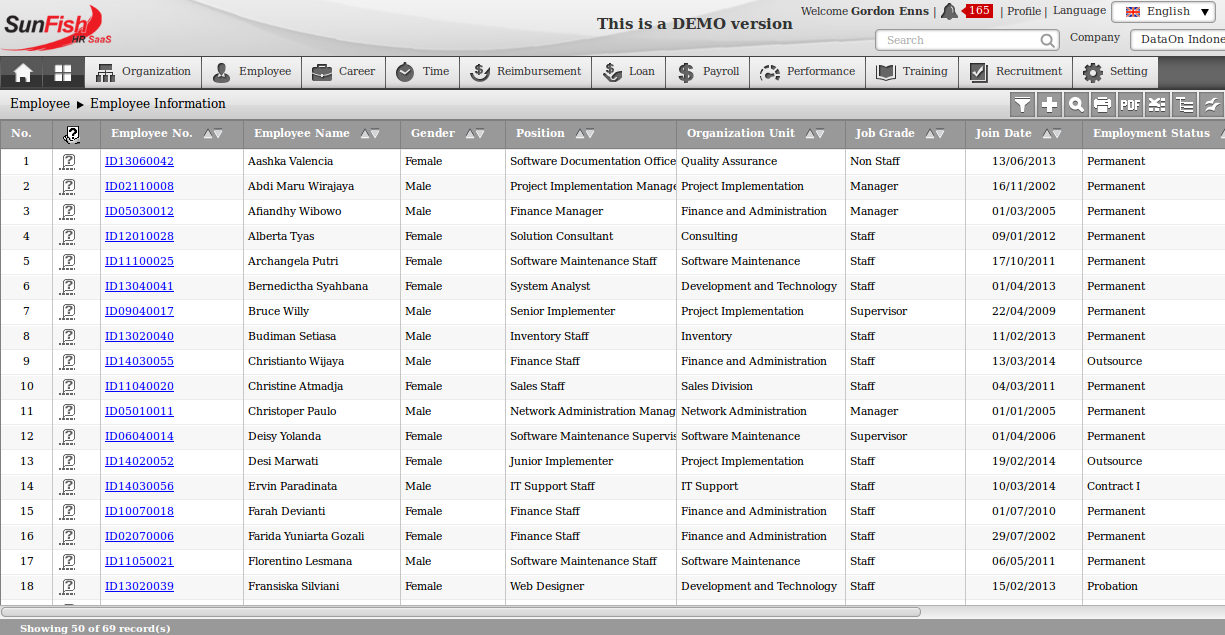 SunFish
HR SaaS
This is a DEMO version
Welcome Gordon Enns | 165 | Profile | Language English ▼
Search Company DataOn Indone
Organization Employee Career Time Reimbursement Loan Payroll Performance Training Recruitment Setting
Employee ▶ Employee Information PDF
No. Employee No. Employee Name Gender Position Organization Unit Job Grade Join Date Employment Status
1 ID13060042 Aashka Valencia Female Software Documentation Office Quality Assurance Non Staff 13/06/2013 Permanent
2 ID02110008 Abdi Maru Wirajaya Male Project Implementation Manage Project Implementation Manager 16/11/2002 Permanent
3 ID05030012 Afiandhy Wibowo Male Finance Manager Finance and Administration Manager 01/03/2005 Permanent
4 ID12010028 Alberta Tyas Female Solution Consultant Consulting Staff 09/01/2012 Permanent
5 ID11100025 Archangela Putri Female Software Maintenance Staff Software Maintenance Staff 17/10/2011 Permanent
6 ID13040041 Bernedictha Syahbana Female System Analyst Development and Technology Staff 01/04/2013 Permanent
7 ID09040017 Bruce Willy Male Senior Implementer Project Implementation Supervisor 22/04/2009 Permanent
8 ID13020040 Budiman Setiasa Male Inventory Staff Inventory Staff 11/02/2013 Permanent
9 ID14030055 Christianto Wijaya Male Finance Staff Finance and Administration Staff 13/03/2014 Outsource
10 ID11040020 Christine Atmadja Female Sales Staff Sales Division Staff 04/03/2011 Permanent
11 ID05010011 Christoper Paulo Male Network Administration Manag Network Administration Manager 01/01/2005 Permanent
12 ID06040014 Deisy Yolanda Female Software Maintenance Supervis Software Maintenance Supervisor 01/04/2006 Permanent
13 ID14020052 Desi Marwati Female Junior Implementer Project Implementation Staff 19/02/2014 Outsource
14 ID14030056 Ervin Paradinata Male IT Support Staff IT Support Staff 10/03/2014 Contract I
15 ID10070018 Farah Devianti Female Finance Staff Finance and Administration Staff 01/07/2010 Permanent
16 ID02070006 Farida Yuniarta Gozali Female Finance Staff Finance and Administration Staff 29/07/2002 Permanent
17 ID11050021 Florentino Lesmana Male Software Maintenance Staff Software Maintenance Staff 06/05/2011 Permanent
18 ID13020039 Fransiska Silviani Female Web Designer Development and Technology Staff 15/02/2013 Probation
Showing 50 of 69 record(s)